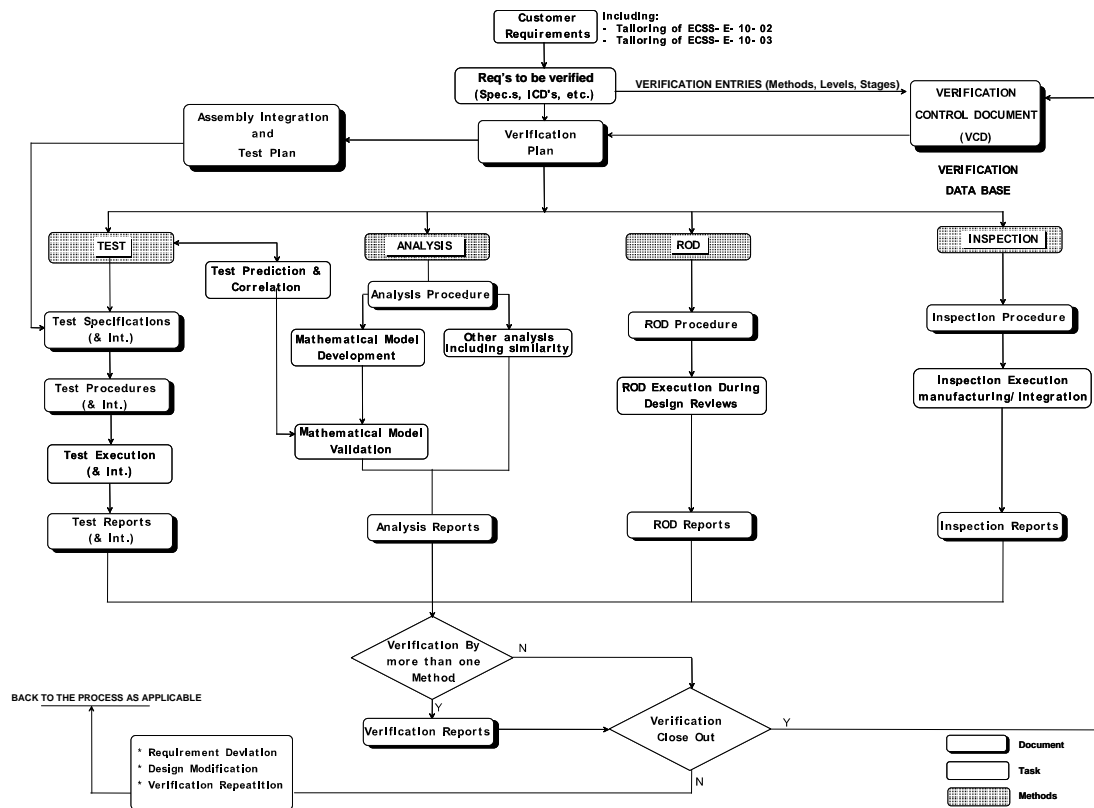 Customer
Requirements
Including:
- Tailoring of ECSS- E- 10- 02
- Tailoring of ECSS- E- 10- 03
Req's to be verified
(Spec.s, ICD's, etc.)
VERIFICATION ENTRIES (Methods, Levels, Stages)
VERIFICATION
CONTROL DOCUMENT
(VCD)
Assembly Integration
and
Test Plan
Verification
Plan
VERIFICATION
DATA BASE
TEST
ANALYSIS
ROD
INSPECTION
Test Prediction &
Correlation
Analysis Procedure
Test Specifications
(& Int.)
Mathematical Model
Development
Other analysis
Including similarity
ROD Procedure
Inspection Procedure
Test Procedures
(& Int.)
ROD Execution During
Design Reviews
Inspection Execution
manufacturing/ Integration
Mathematical Model
Validation
Test Execution
(& Int.)
Test Reports
(& Int.)
Analysis Reports
ROD Reports
Inspection Reports
Verification By
more than one
Method
N
Y
BACK TO THE PROCESS AS APPLICABLE
Verification Reports
Verification
Close Out
Y
N
* Requirement Deviation
* Design Modification
* Verification Repeatition
Document
Task
Methods